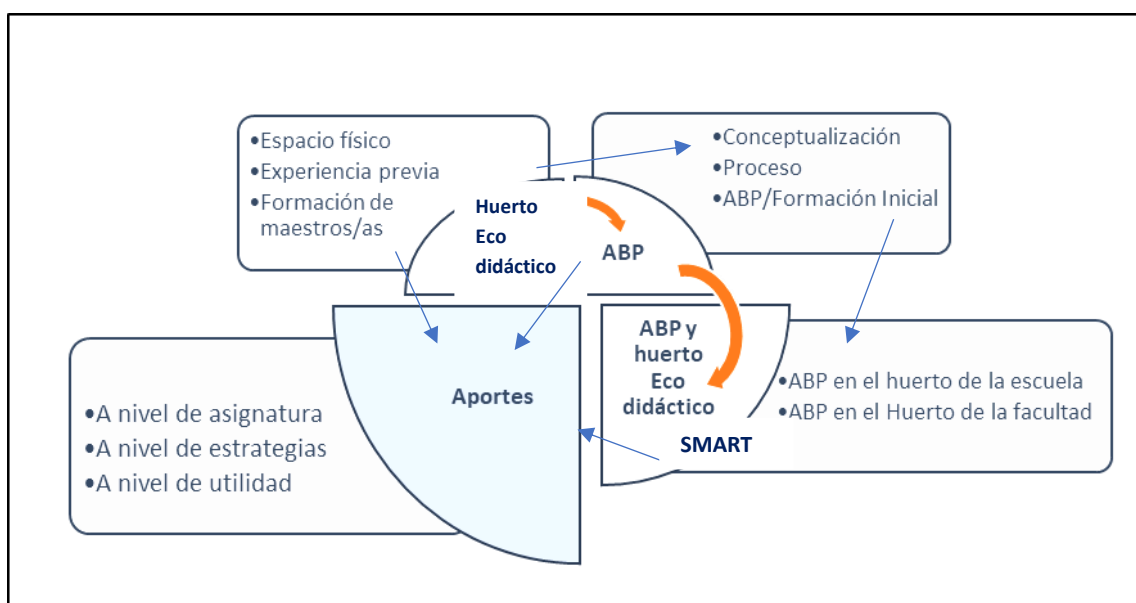 •Espacio físico
•Experiencia previa
•Formación de
maestros/as
•Conceptualización
•Proceso
•ABP/Formación Inicial
Huerto
Eco
didáctico
ABP
ABP y
huerto
Eco
didáctico
SMART
Aportes
•A nivel de asignatura
•A nivel de estrategias
•A nivel de utilidad
•ABP en el huerto de la escuela
•ABP en el Huerto de la facultad